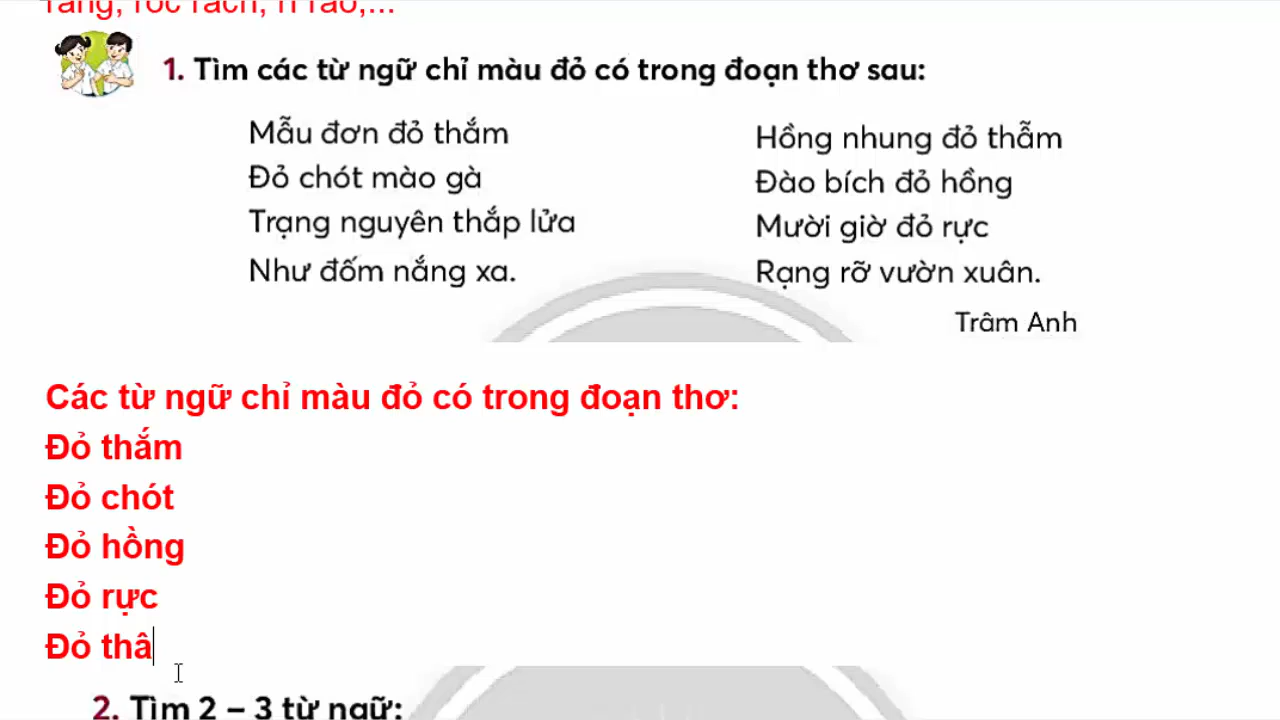 1. Tìm các từ ngữ chỉ màu đỏ có trong đoạn thơ sau:
Mẫu đơn đỏ thắm
Đỏ chót mào gà
Trạng nguyên thắp lửa
Như đốm nắng xa.
Hồng nhung đỏ thẫm
Đào bích đỏ hồng
Mười giờ đỏ rực
Rạng rỡ vườn xuân.
Trâm Anh
Các từ ngữ chỉ màu đỏ có trong đoạn thơ:
Đỏ thắm
Đỏ chót
Đỏ hồng
Đỏ rực
Đỏ thâ
2. Tìm 2 – 3 từ ngữ: